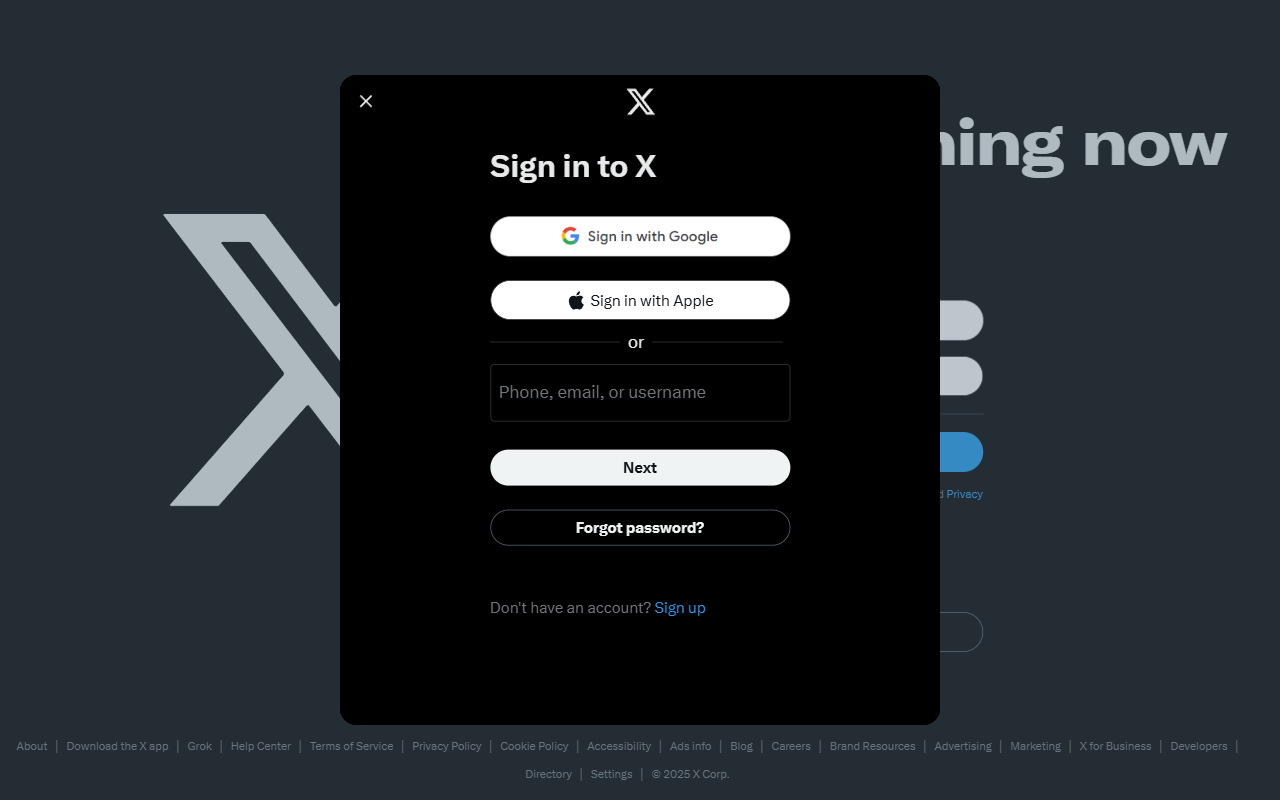 Sign in to X
ning now
Sign in with Google
Sign in with Apple
or
Phone, email, or username
Next
d Privacy
Forgot password?
Don't have an account? Sign up
About | Download the X app | Grok | Help Center | Terms of Service | Privacy Policy | Cookie Policy | Accessibility | Ads info | Blog | Careers | Brand Resources | Advertising | Marketing | X for Business | Developers |
Directory | Settings | © 2025 X Corp.